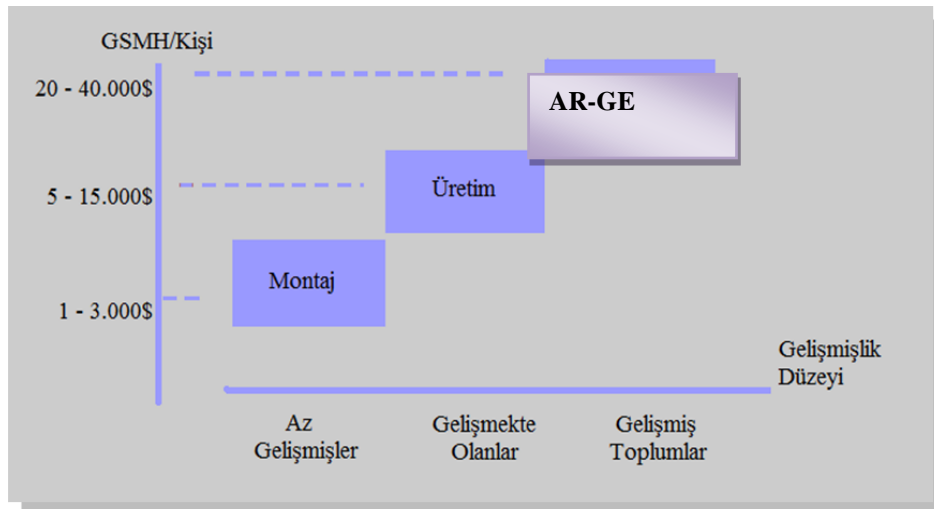 GSMH/Kişi
20 - 40.000$
AR-GE
5 - 15.000$
Üretim
Montaj
1 - 3.000$
Gelişmişlik
Düzeyi
Az
Gelişmişler
Gelişmekte
Olanlar
Gelişmiş
Toplumlar